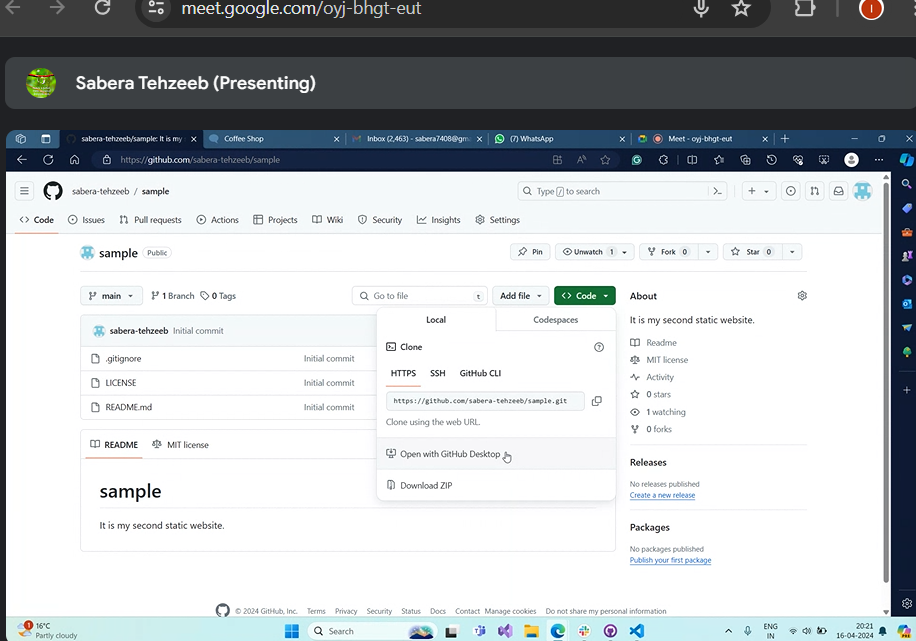 meet.google.com/oyj-bhgt-eut
I
Sabera Tehzeeb (Presenting)
sabera-tehzeeb/sample: It is my
Coffee Shop
Inbox (2,463) - sabera7408@gma
(7) WhatsApp
Meet - oyj-bhgt-eut
https://github.com/sabera-tehzeeb/sample
sabera-tehzeeb / sample
Type / to search
Code Issues Pull requests Actions Projects Wiki Security Insights Settings
sample Public
Pin Unwatch 1 Fork 0 Star 0
main 1 Branch 0 Tags
Go to file t
Add file Code
About
Local Codespaces
It is my second static website.
sabera-tehzeeb Initial commit
Clone
Readme
.gitignore Initial commit
MIT license
HTTPS SSH GitHub CLI
Activity
LICENSE Initial commit
0 stars
https://github.com/sabera-tehzeeb/sample.git
README.md Initial commit
1 watching
Clone using the web URL.
0 forks
README MIT license
Open with GitHub Desktop
Releases
Download ZIP
No releases published
Create a new release
sample
It is my second static website.
Packages
No packages published
Publish your first package
© 2024 GitHub, Inc. Terms Privacy Security Status Docs Contact Manage cookies Do not share my personal information
1
16°C
Partly cloudy
Search
ENG
IN
20:21
16-04-2024